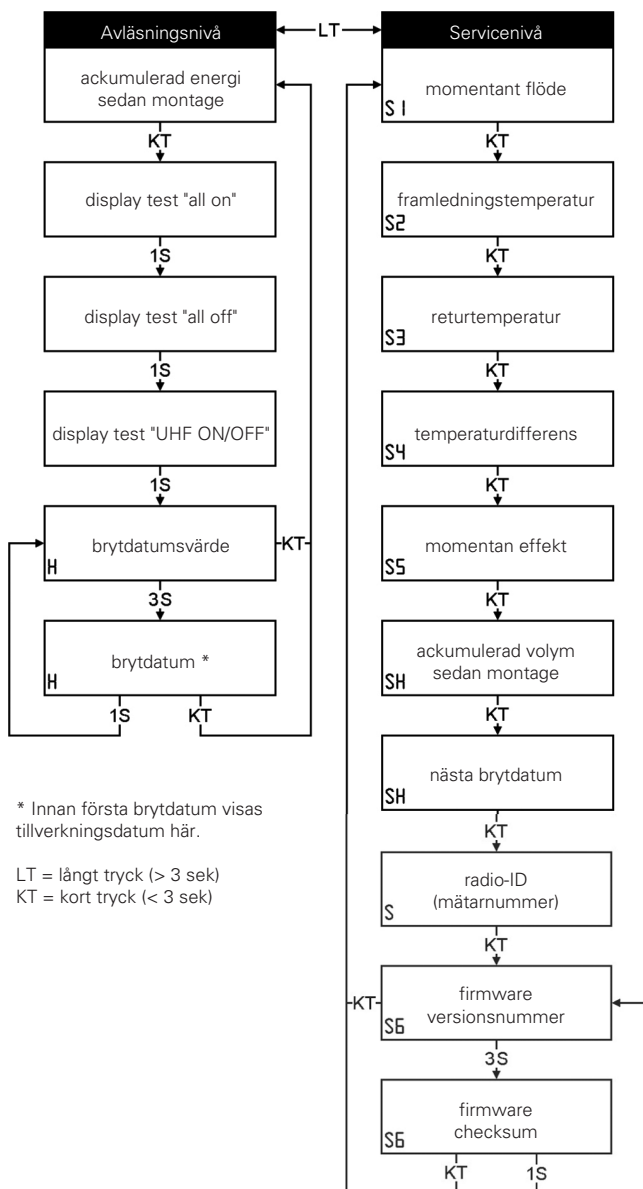 Avläsningsnivå
LT
Servicenivå
ackumulerad energi
sedan montage
KT
display test "all on"
1S
display test "all off"
1S
display test "UHF ON/OFF"
1S
brytdatumsvärde
H
KT
3S
brytdatum *
H
1S
KT
* Innan första brytdatum visas
tillverkningsdatum här.
LT = långt tryck (> 3 sek)
KT = kort tryck (< 3 sek)
momentant flöde
S1
KT
framledningstemperatur
S2
KT
returtemperatur
S3
KT
temperaturdifferens
S4
KT
momentan effekt
S5
KT
ackumulerad volym
sedan montage
SH
KT
nästa brytdatum
SH
KT
radio-ID
(mätarnummer)
S
KT
KT
firmware
versionsnummer
S6
3S
firmware
checksum
S6
KT
1S